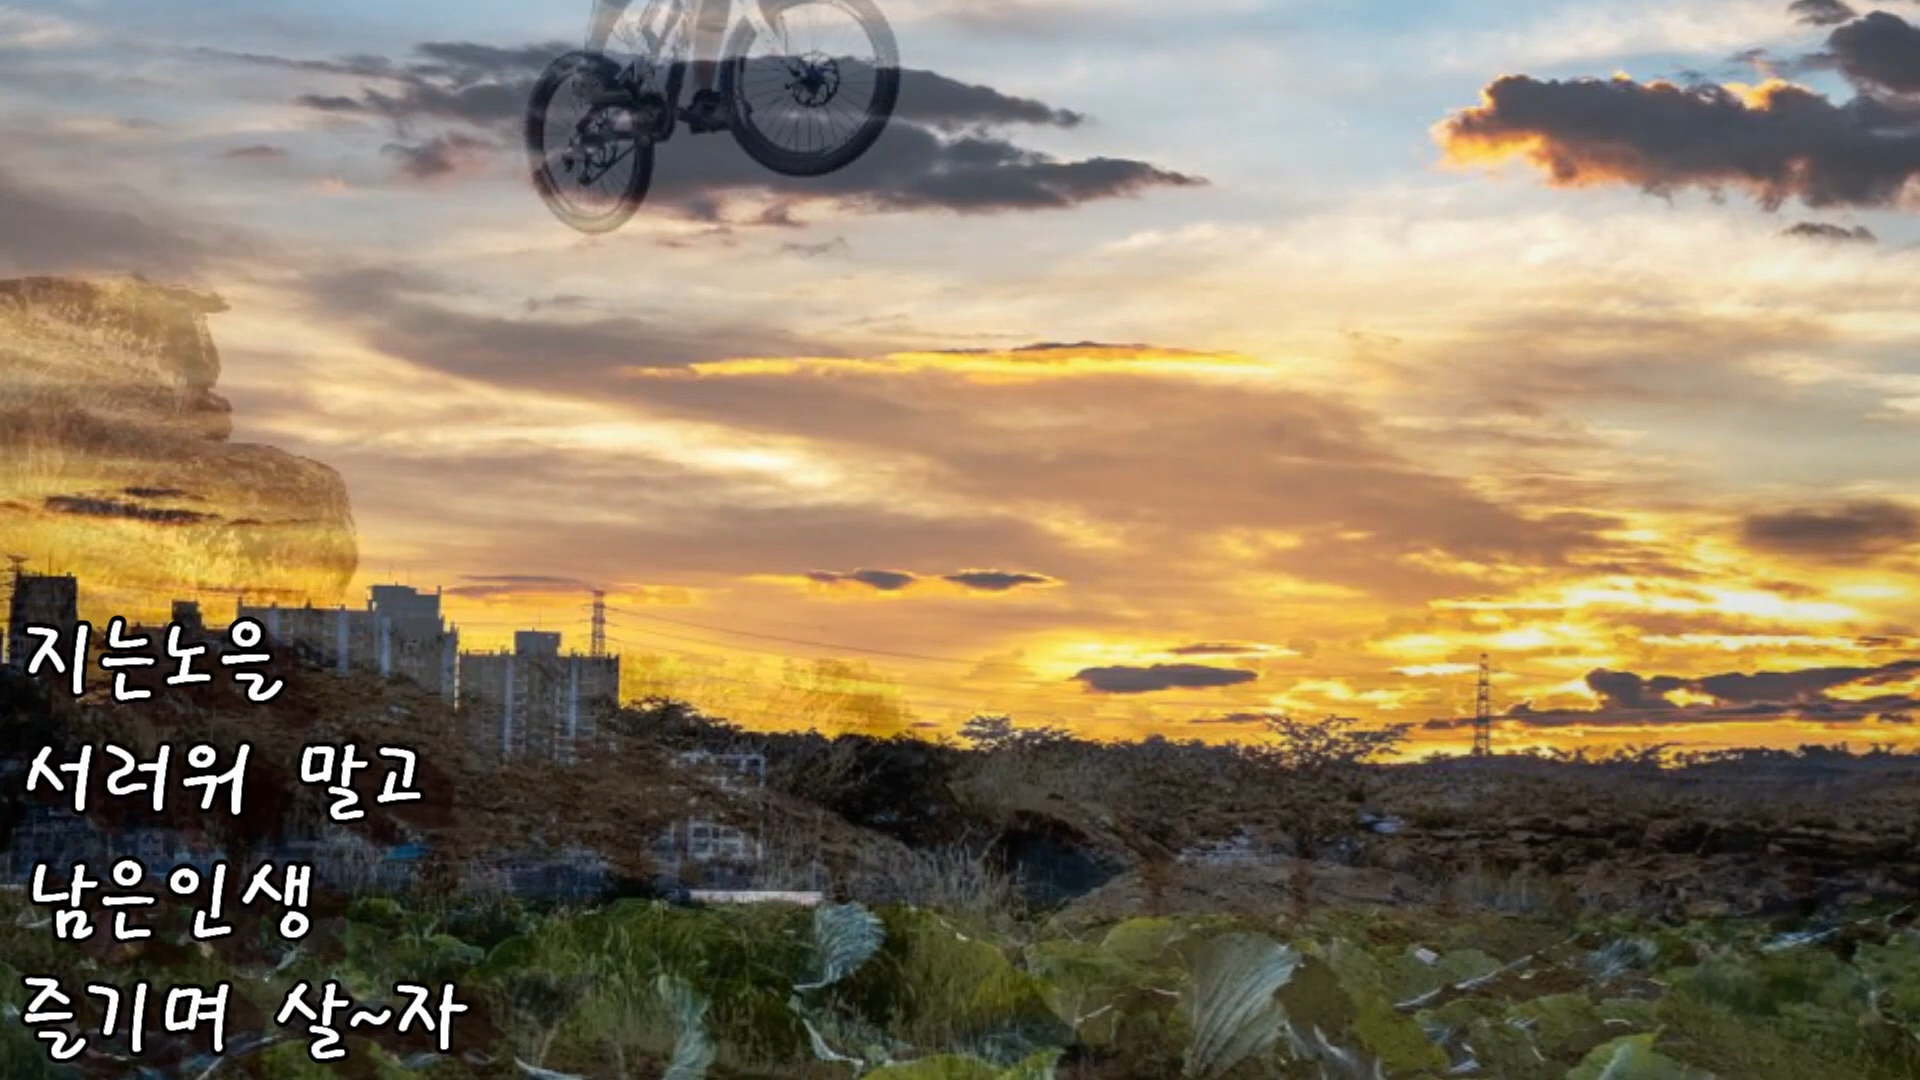 지는노을
서러워 말고
남은인생
즐기며 살~자